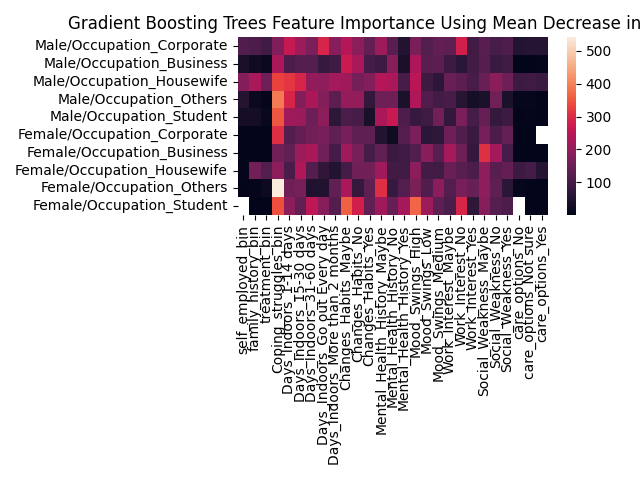 Gradient Boosting Trees Feature Importance Using Mean Decrease in
Male/Occupation_Corporate
Male/Occupation_Business
Male/Occupation_Housewife
Male/Occupation_Others
Male/Occupation_Student
Female/Occupation_Corporate
Female/Occupation_Business
Female/Occupation_Housewife
Female/Occupation_Others
Female/Occupation_Student
500
400
300
200
100
self_employed_bin
family_history_bin
treatment_bin
Coping_struggles_bin
Days_Indoors_1-14 days
Days_Indoors_15-30 days
Days_Indoors_31-60 days
Days_Indoors_Go out Every day
Days_Indoors_More than 2 months
Changes_Habits_Maybe
Changes_Habits_No
Changes_Habits_Yes
Mental_Health_History_Maybe
Mental_Health_History_No
Mental_Health_History_Yes
Mood_Swings_High
Mood_Swings_Low
Mood_Swings_Medium
Work_Interest_Maybe
Work_Interest_No
Work_Interest_Yes
Social_Weakness_Maybe
Social_Weakness_No
Social_Weakness_Yes
care_options_No
care_options_Not sure
care_options_Yes